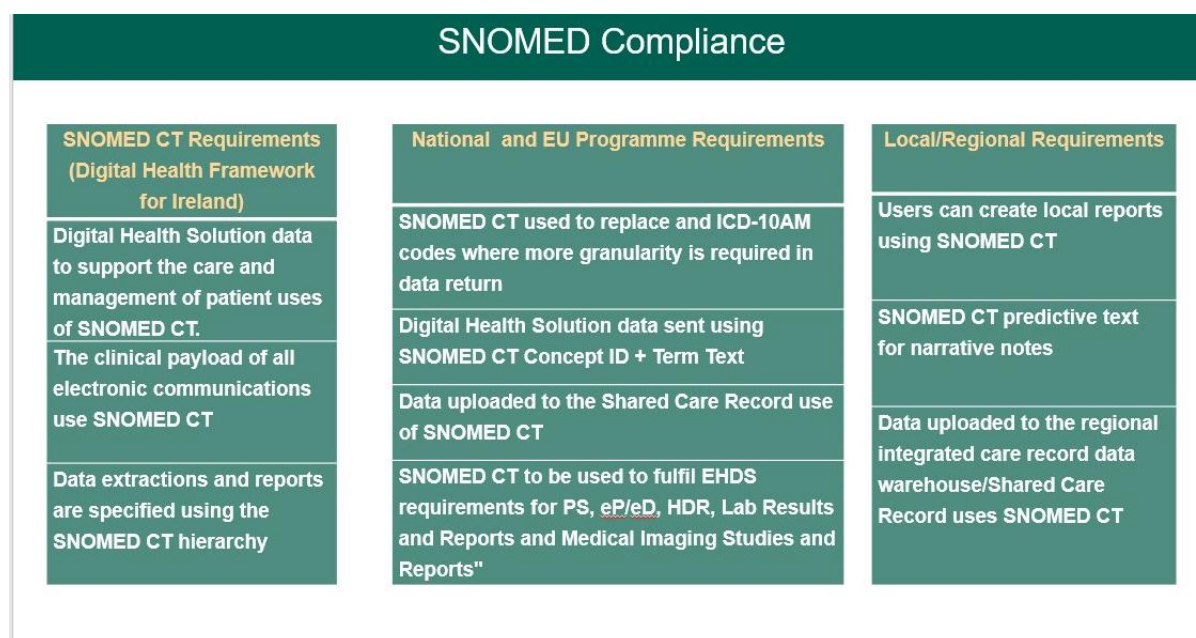 SNOMED Compliance
SNOMED CT Requirements
(Digital Health Framework
for Ireland)
Digital Health Solution data
to support the care and
management of patient uses
of SNOMED CT.
The clinical payload of all
electronic communications
use SNOMED CT
Data extractions and reports
are specified using the
SNOMED CT hierarchy
National  and EU Programme Requirements
SNOMED CT used to replace and ICD-10AM
codes where more granularity is required in
data return
Digital Health Solution data sent using
SNOMED CT Concept ID + Term Text
Data uploaded to the Shared Care Record use
of SNOMED CT
SNOMED CT to be used to fulfil EHDS
requirements for PS, eP/eD, HDR, Lab Results
and Reports and Medical Imaging Studies and
Reports"
Local/Regional Requirements
Users can create local reports
using SNOMED CT
SNOMED CT predictive text
for narrative notes
Data uploaded to the regional
integrated care record data
warehouse/Shared Care
Record uses SNOMED CT